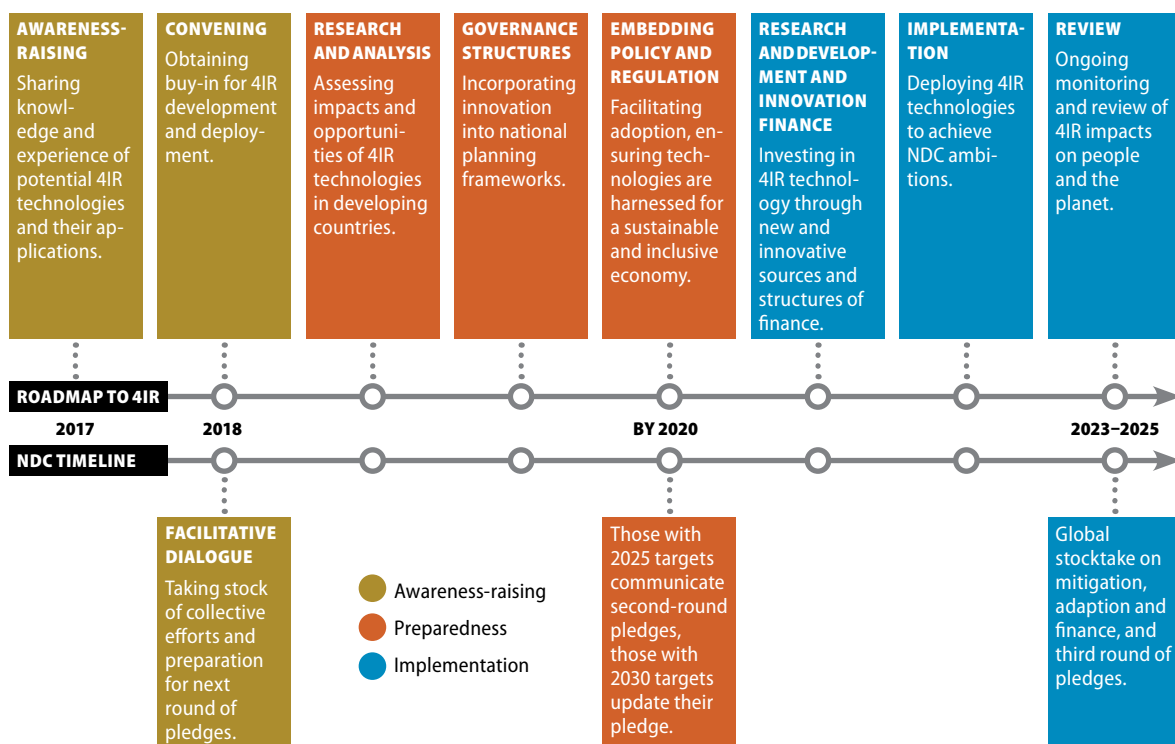 AWARENESS-
RAISING
Sharing
knowl-
edge and
experience of
potential 4IR
technologies
and their ap-
plications.
CONVENING
Obtaining
buy-in for 4IR
development
and deploy-
ment.
RESEARCH
AND ANALYSIS
Assessing
impacts and
opportuni-
ties of 4IR
technologies
in developing
countries.
GOVERNANCE
STRUCTURES
Incorporating
innovation
into national
planning
frameworks.
EMBEDDING
POLICY AND
REGULATION
Facilitating
adoption, en-
suring tech-
nologies are
harnessed for
a sustainable
and inclusive
economy.
RESEARCH
AND DEVELOP-
MENT AND
INNOVATION
FINANCE
Investing in
4IR technol-
ogy through
new and
innovative
sources and
structures of
finance.
IMPLEMENTA-
TION
Deploying 4IR
technologies
to achieve
NDC ambi-
tions.
REVIEW
Ongoing
monitoring
and review of
4IR impacts
on people
and the
planet.
ROADMAP TO 4IR
2017
2018
BY 2020
2023–2025
NDC TIMELINE
FACILITATIVE
DIALOGUE
Taking stock
of collective
efforts and
preparation
for next
round of
pledges.
Awareness-raising
Preparedness
Implementation
Those with
2025 targets
communicate
second-round
pledges,
those with
2030 targets
update their
pledge.
Global
stocktake on
mitigation,
adaption and
finance, and
third round of
pledges.